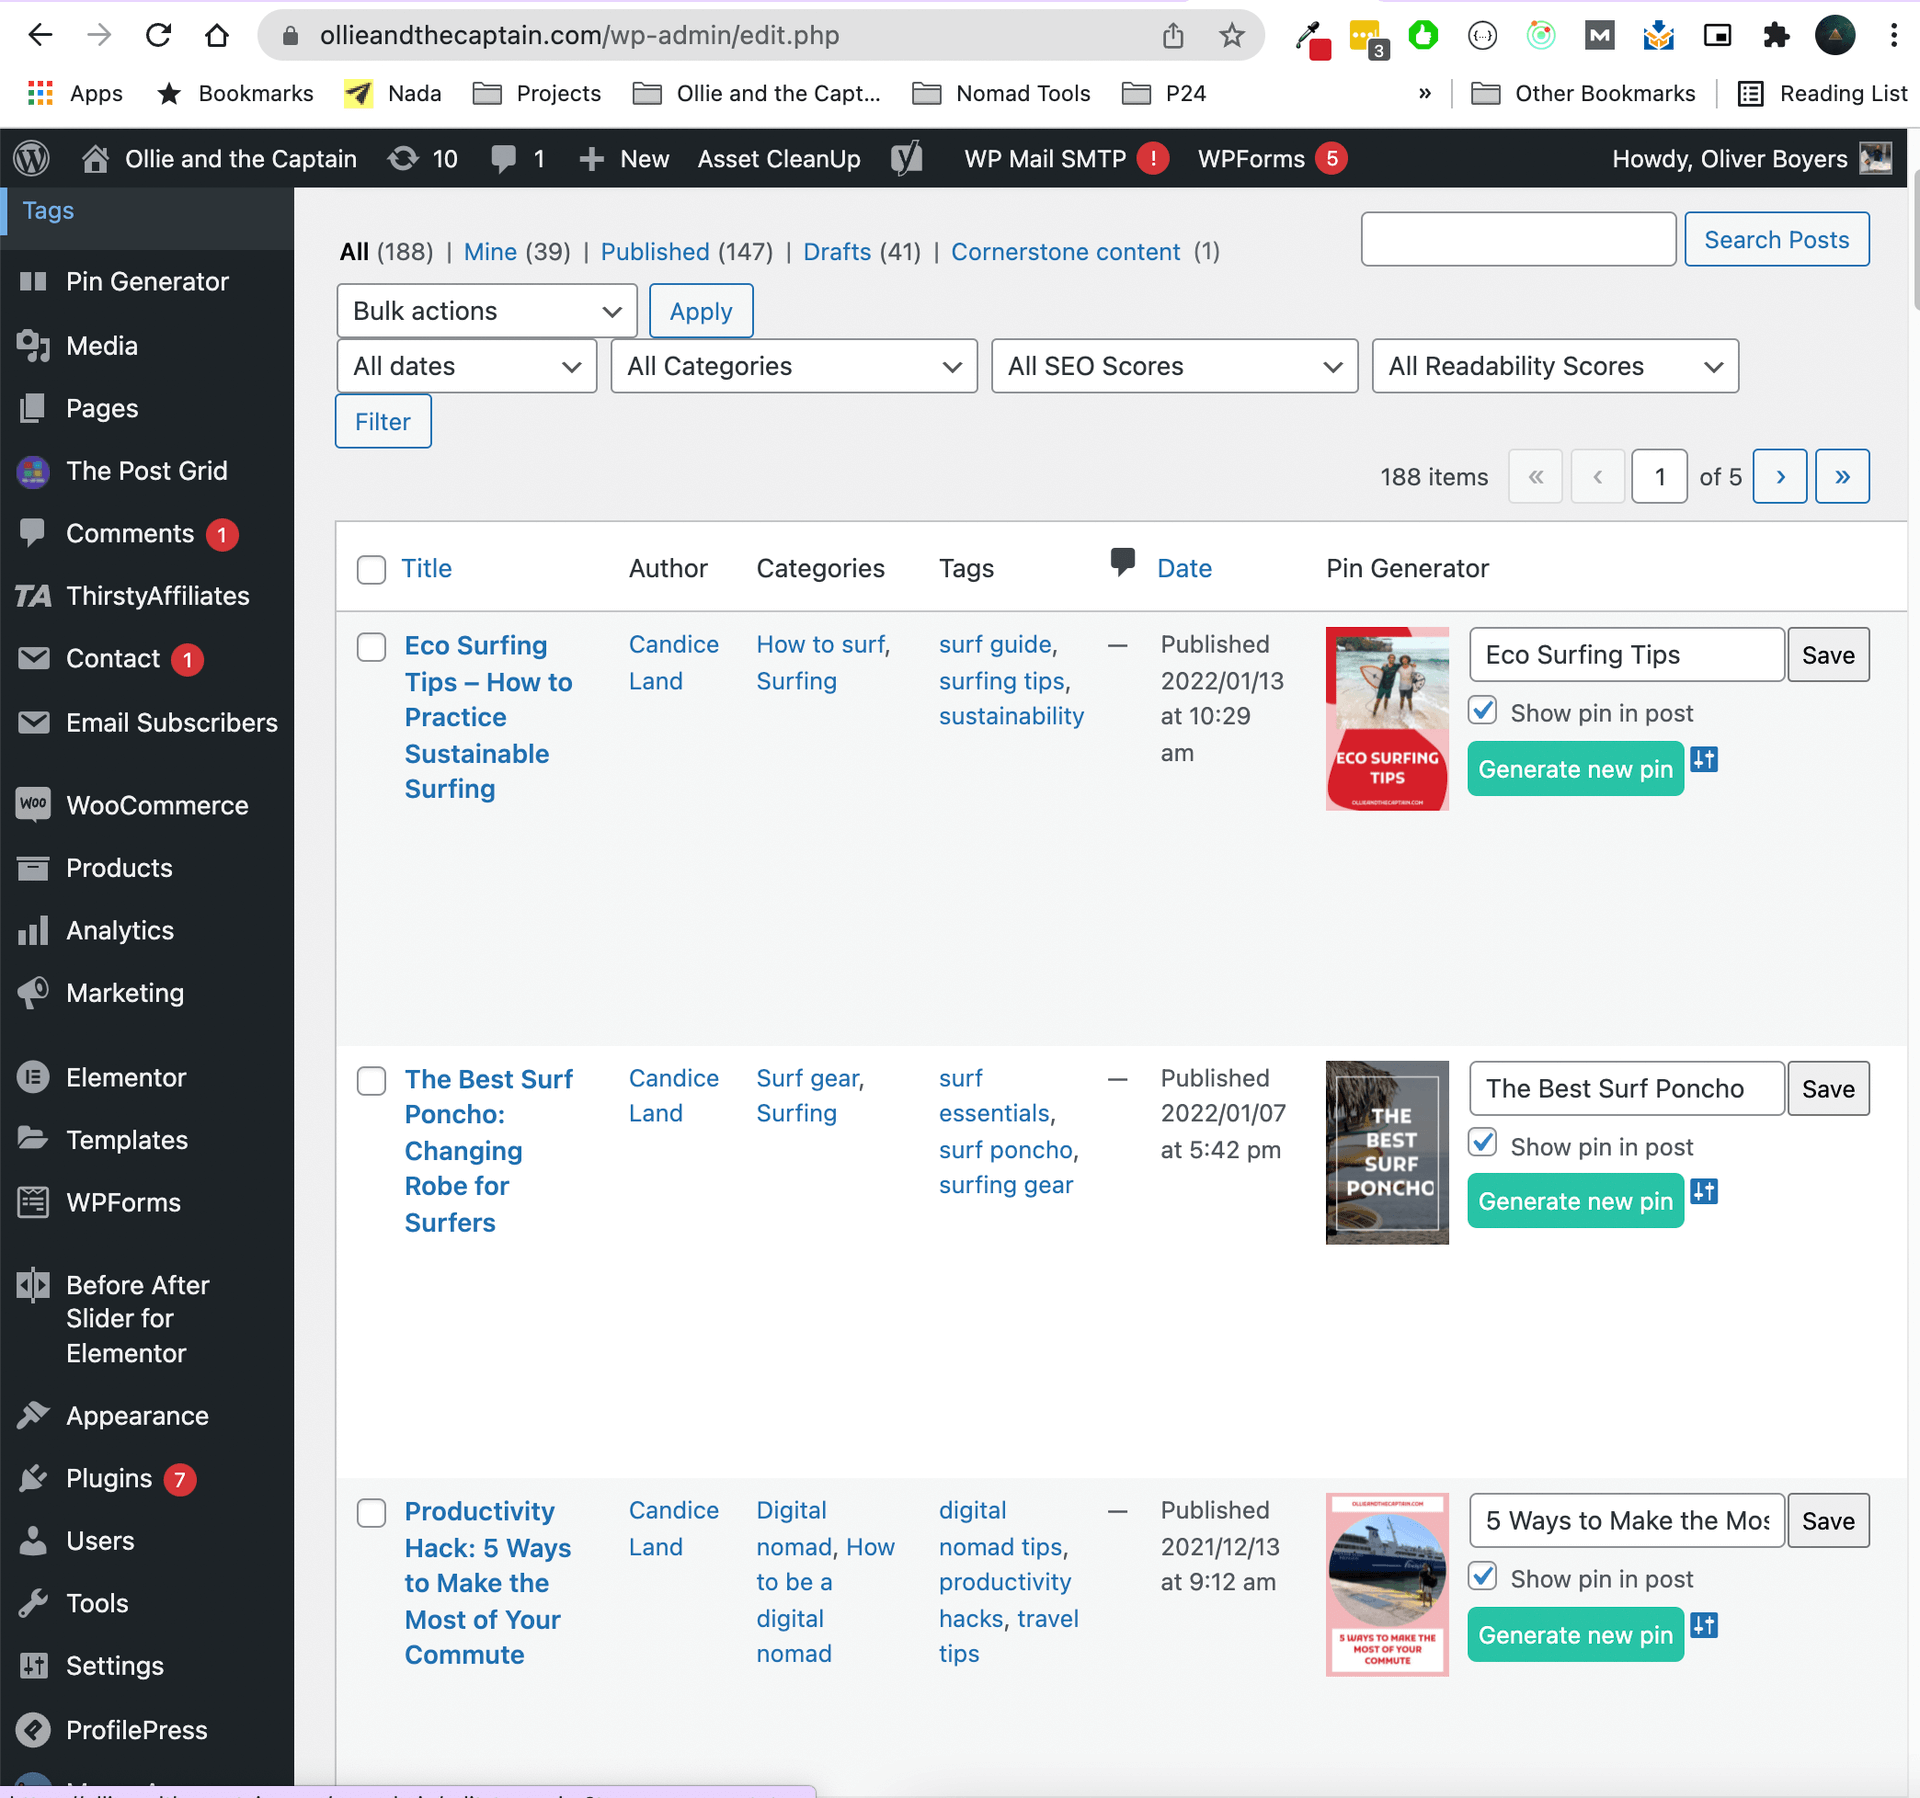 ollieandthecaptain.com/wp-admin/edit.php
3
Apps
Bookmarks
Nada
Projects
Ollie and the Capt...
Nomad Tools
P24
»
Other Bookmarks
Reading List
Ollie and the Captain
10
1
New
Asset CleanUp
WP Mail SMTP !
WPForms 5
Howdy, Oliver Boyers
Tags
Pin Generator
Media
Pages
The Post Grid
Comments 1
TA ThirstyAffiliates
Contact 1
Email Subscribers
Woo WooCommerce
Products
Analytics
Marketing
Elementor
Templates
WPForms
Before After
Slider for
Elementor
Appearance
Plugins 7
Users
Tools
Settings
ProfilePress
All (188) | Mine (39) | Published (147) | Drafts (41) | Cornerstone content (1)
Search Posts
Bulk actions
Apply
All dates
All Categories
All SEO Scores
All Readability Scores
Filter
188 items « ‹ 1 of 5 › »
Title
Author
Categories
Tags
Date
Pin Generator
Eco Surfing
Tips – How to
Practice
Sustainable
Surfing
Candice
Land
How to surf,
Surfing
surf guide,
surfing tips,
sustainability
—
Published
2022/01/13
at 10:29
am
ECO SURFING
TIPS
OLLIEANDTHECAPTAIN.COM
Eco Surfing Tips
Save
Show pin in post
Generate new pin
The Best Surf
Poncho:
Changing
Robe for
Surfers
Candice
Land
Surf gear,
Surfing
surf
essentials,
surf poncho,
surfing gear
—
Published
2022/01/07
at 5:42 pm
THE
BEST
SURF
PONCHO
The Best Surf Poncho
Save
Show pin in post
Generate new pin
Productivity
Hack: 5 Ways
to Make the
Most of Your
Commute
Candice
Land
Digital
nomad, How
to be a
digital
nomad
digital
nomad tips,
productivity
hacks, travel
tips
—
Published
2021/12/13
at 9:12 am
OLLIEANDTHECAPTAIN.COM
5 WAYS TO MAKE THE
MOST OF YOUR
COMMUTE
5 Ways to Make the Mos
Save
Show pin in post
Generate new pin